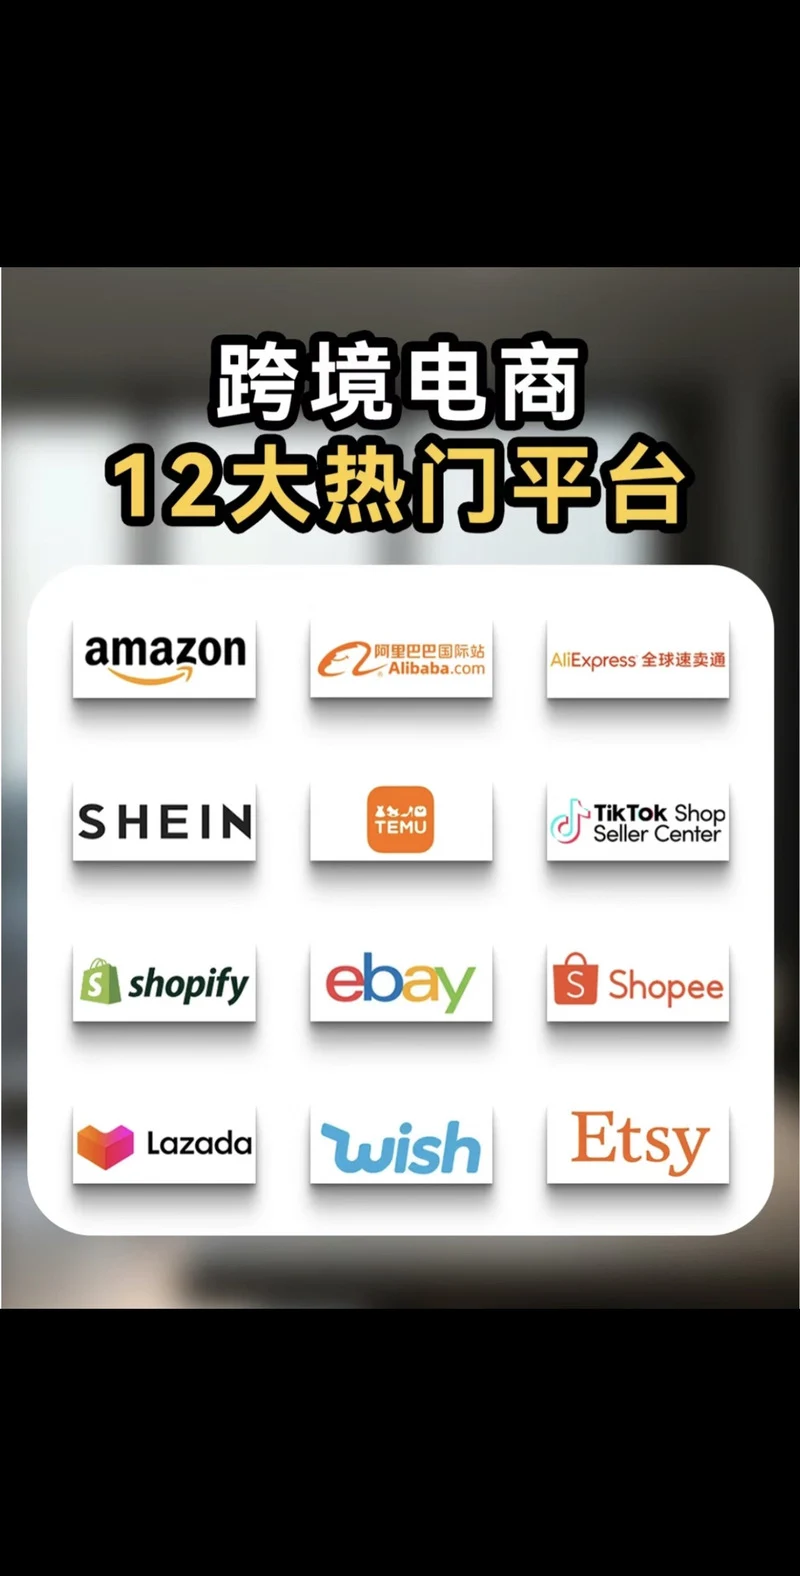 跨境电商
12大热门平台
amazon
阿里巴巴国际站
Alibaba.com
AliExpress 全球速卖通
SHEIN
TEMU
TikTok Shop
Seller Center
S
shopify
ebay
S
Shopee
Lazada
wish
Etsy